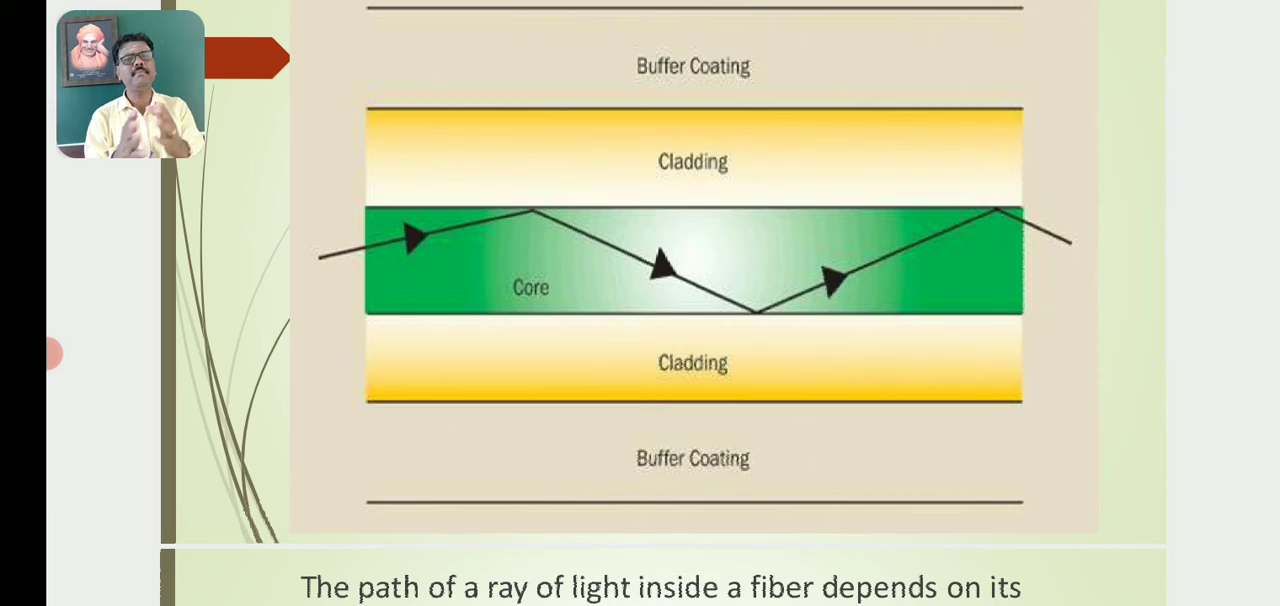 Buffer Coating
Cladding
Core
Cladding
Buffer Coating
The path of a ray of light inside a fiber depends on its